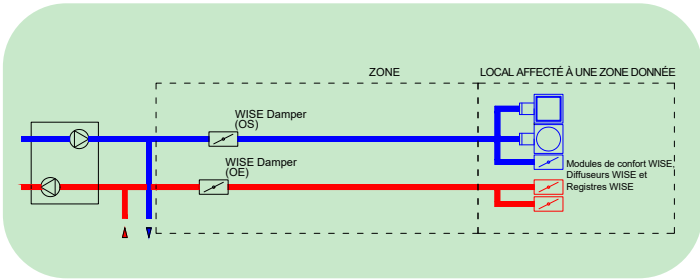 ZONE
LOCAL AFFECTÉ À UNE ZONE DONNÉE
WISE Damper
(OS)
WISE Damper
(OE)
Modules de confort WISE,
Diffuseurs WISE et
Registres WISE